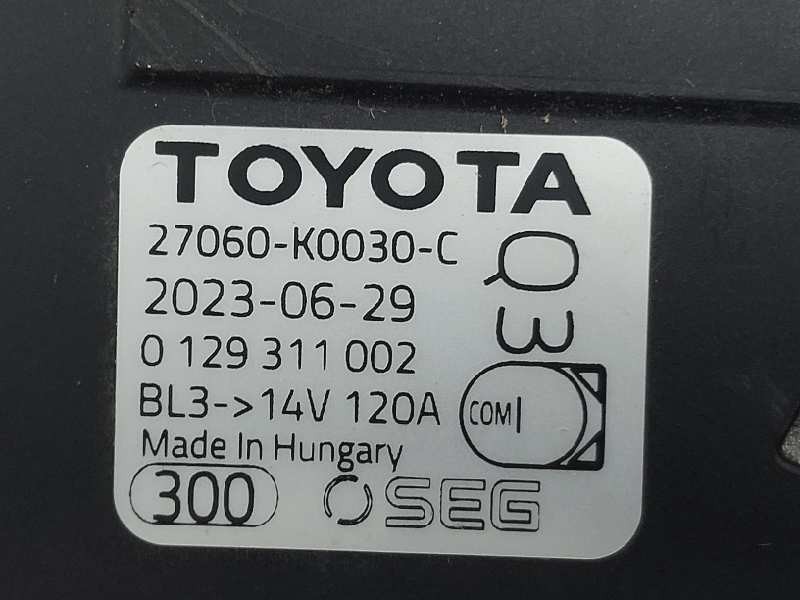 TOYOTA
27060-K0030-C
2023-06-29
0 129 311 002
BL3->14V 120A
Made In Hungary
300
SEG
Q3
COM